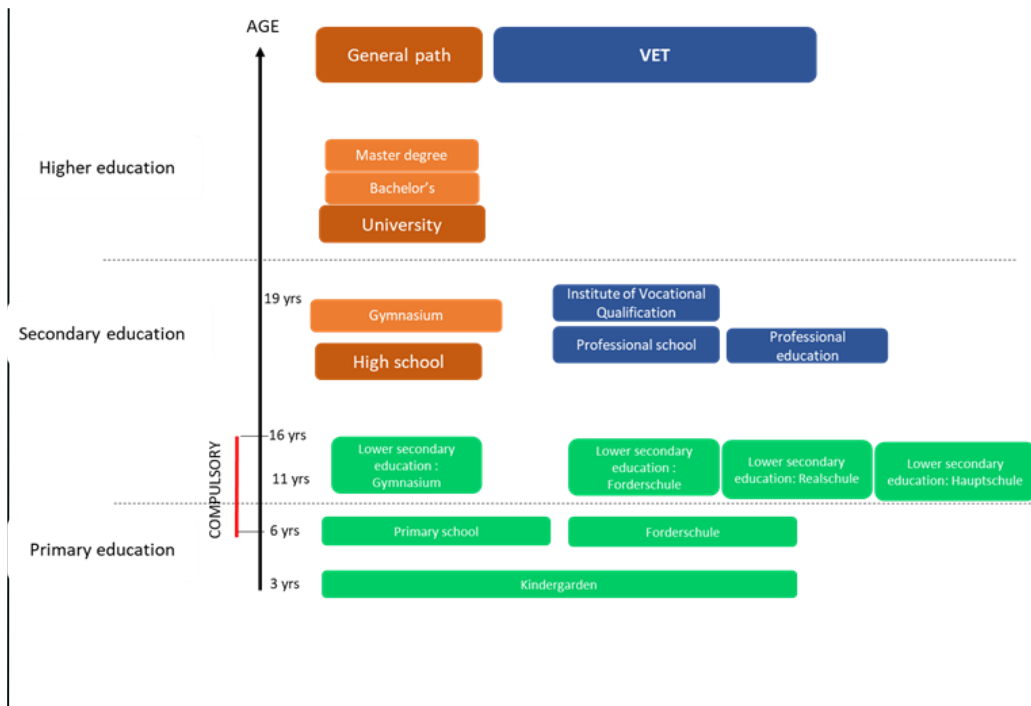 AGE
General path
VET
Higher education
Master degree
Bachelor's
University
19 yrs
Secondary education
Gymnasium
High school
Institute of Vocational
Qualification
Professional school
Professional
education
COMPULSORY
16 yrs
11 yrs
Lower secondary
education :
Gymnasium
Lower secondary
education :
Forderschule
Lower secondary
education: Realschule
Lower secondary
education: Hauptschule
Primary education
6 yrs
Primary school
Forderschule
3 yrs
Kindergarden